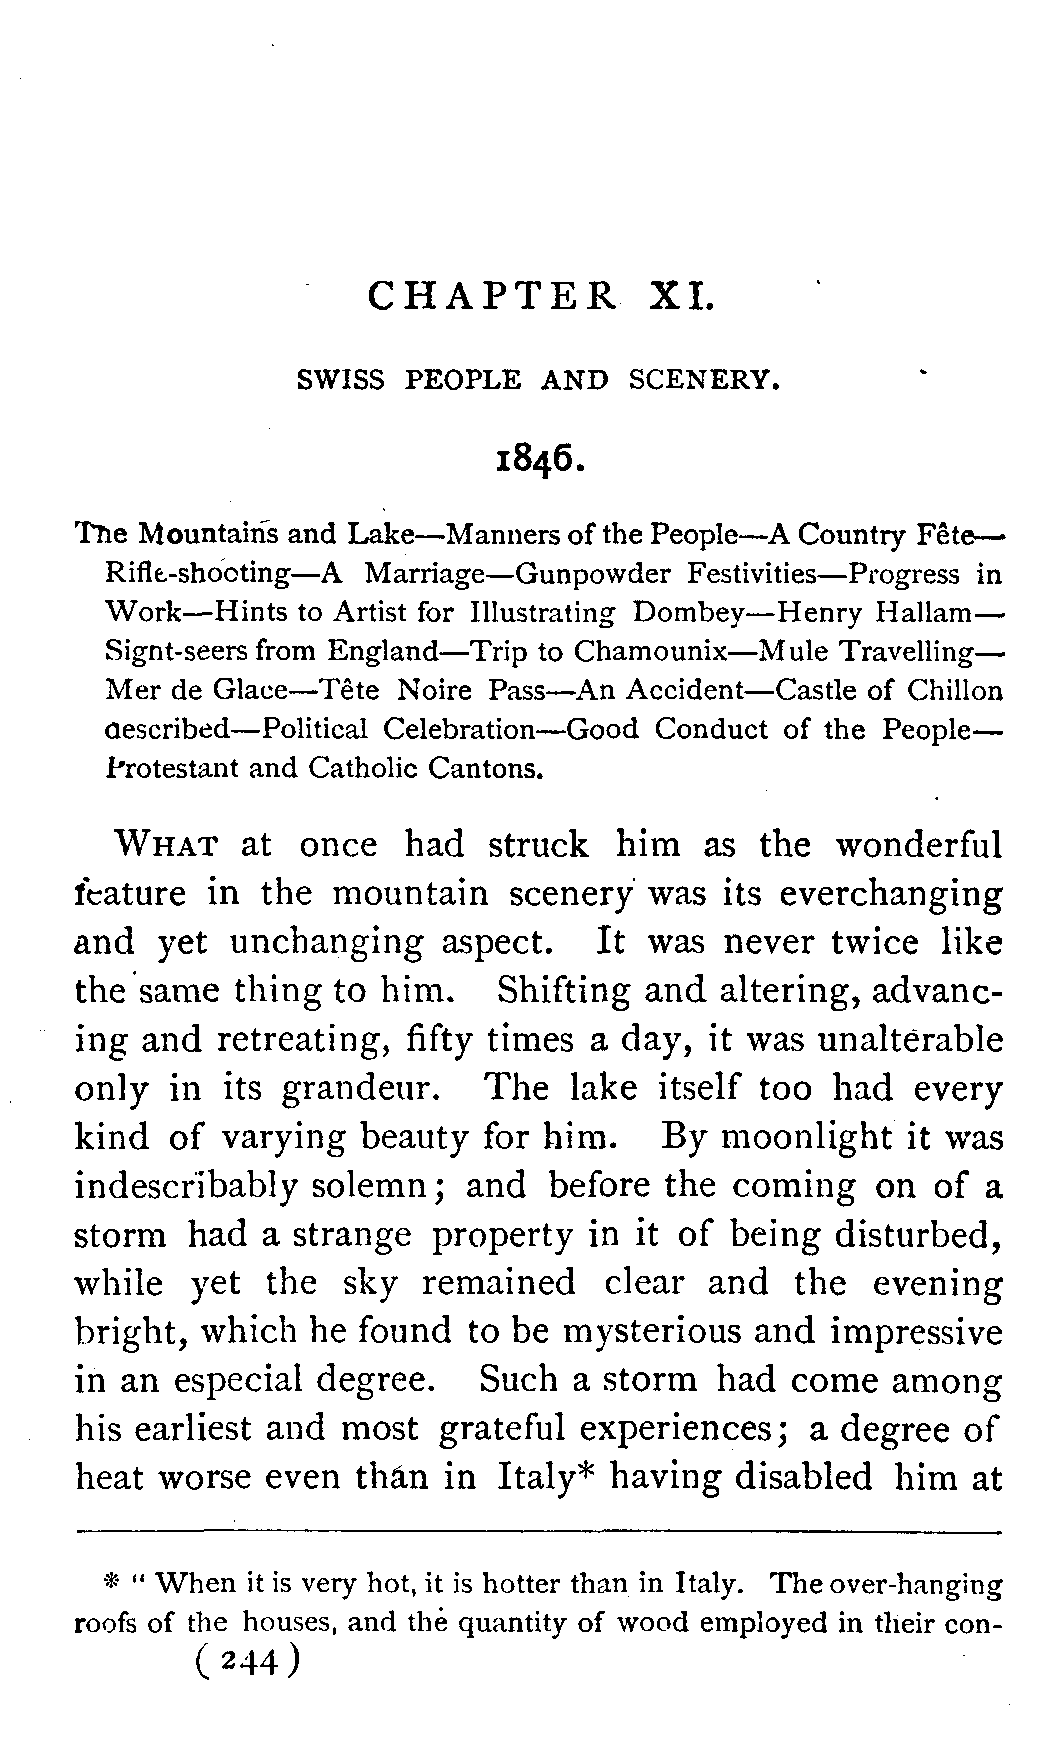 CHAPTER XI.
SWISS PEOPLE AND SCENERY.
1846.
The Mountains and Lake—Manners of the People—A Country Fête—
Rifle-shooting—A Marriage—Gunpowder Festivities—Progress in
Work—Hints to Artist for Illustrating Dombey—Henry Hallam—
Signt-seers from England—Trip to Chamounix—Mule Travelling—
Mer de Glace—Tête Noire Pass—An Accident—Castle of Chillon
described—Political Celebration—Good Conduct of the People—
Protestant and Catholic Cantons.
WHAT at once had struck him as the wonderful
feature in the mountain scenery was its everchanging
and yet unchanging aspect. It was never twice like
the same thing to him. Shifting and altering, advanc-
ing and retreating, fifty times a day, it was unalterable
only in its grandeur. The lake itself too had every
kind of varying beauty for him. By moonlight it was
indescribably solemn; and before the coming on of a
storm had a strange property in it of being disturbed,
while yet the sky remained clear and the evening
bright, which he found to be mysterious and impressive
in an especial degree. Such a storm had come among
his earliest and most grateful experiences; a degree of
heat worse even than in Italy* having disabled him at
* " When it is very hot, it is hotter than in Italy. The over-hanging
roofs of the houses, and the quantity of wood employed in their con-
( 244 )